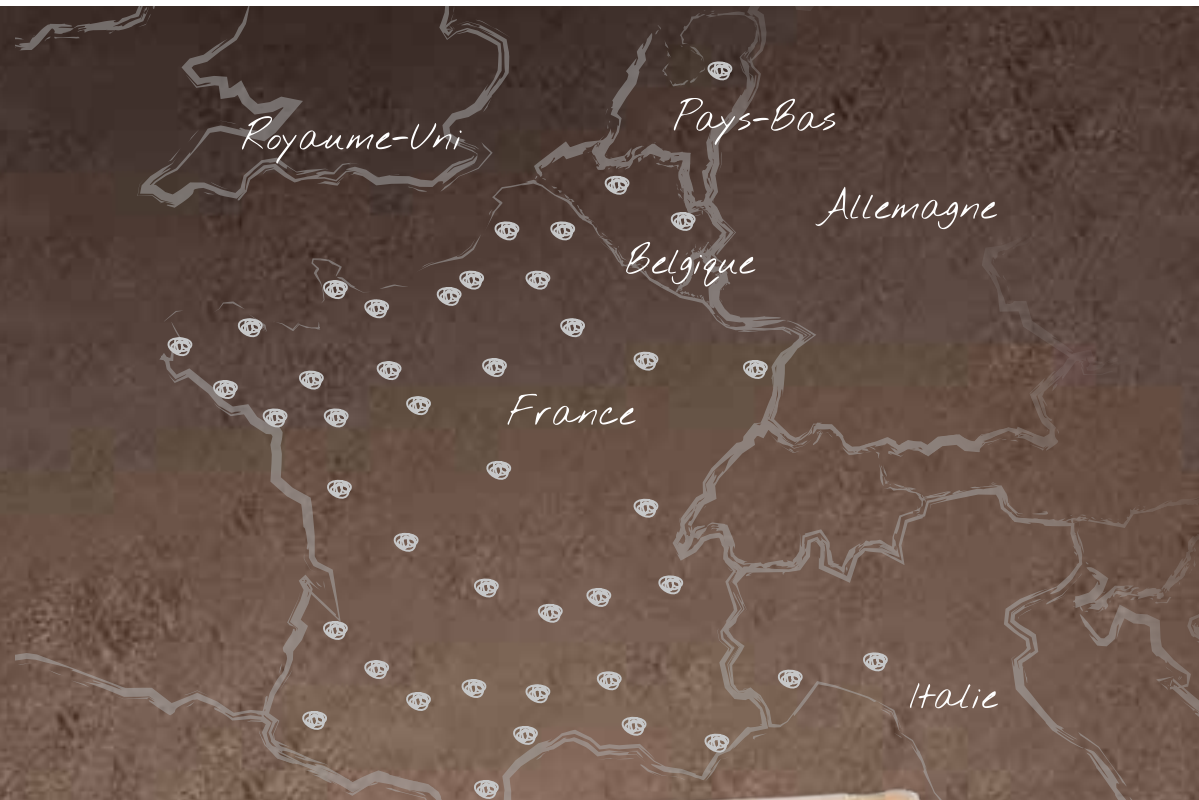 Royaume-Uni
Pays-Bas
Allemagne
Belgique
France
Italie